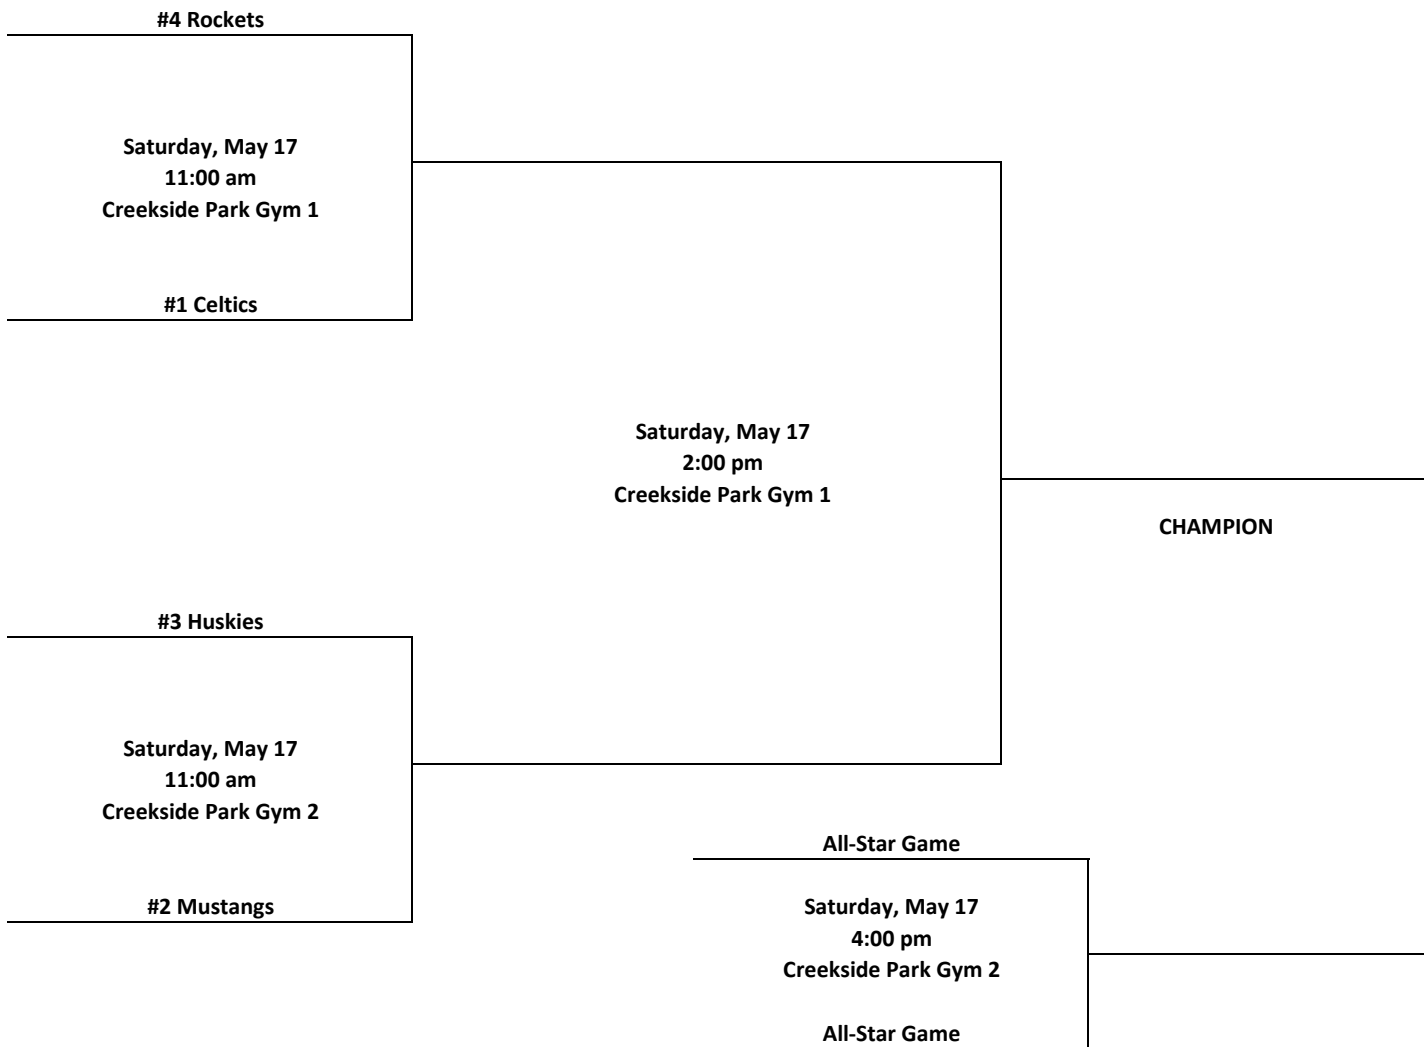 #4 Rockets
Saturday, May 17
11:00 am
Creekside Park Gym 1
#1 Celtics
Saturday, May 17
2:00 pm
Creekside Park Gym 1
CHAMPION
#3 Huskies
Saturday, May 17
11:00 am
Creekside Park Gym 2
#2 Mustangs
All-Star Game
Saturday, May 17
4:00 pm
Creekside Park Gym 2
All-Star Game